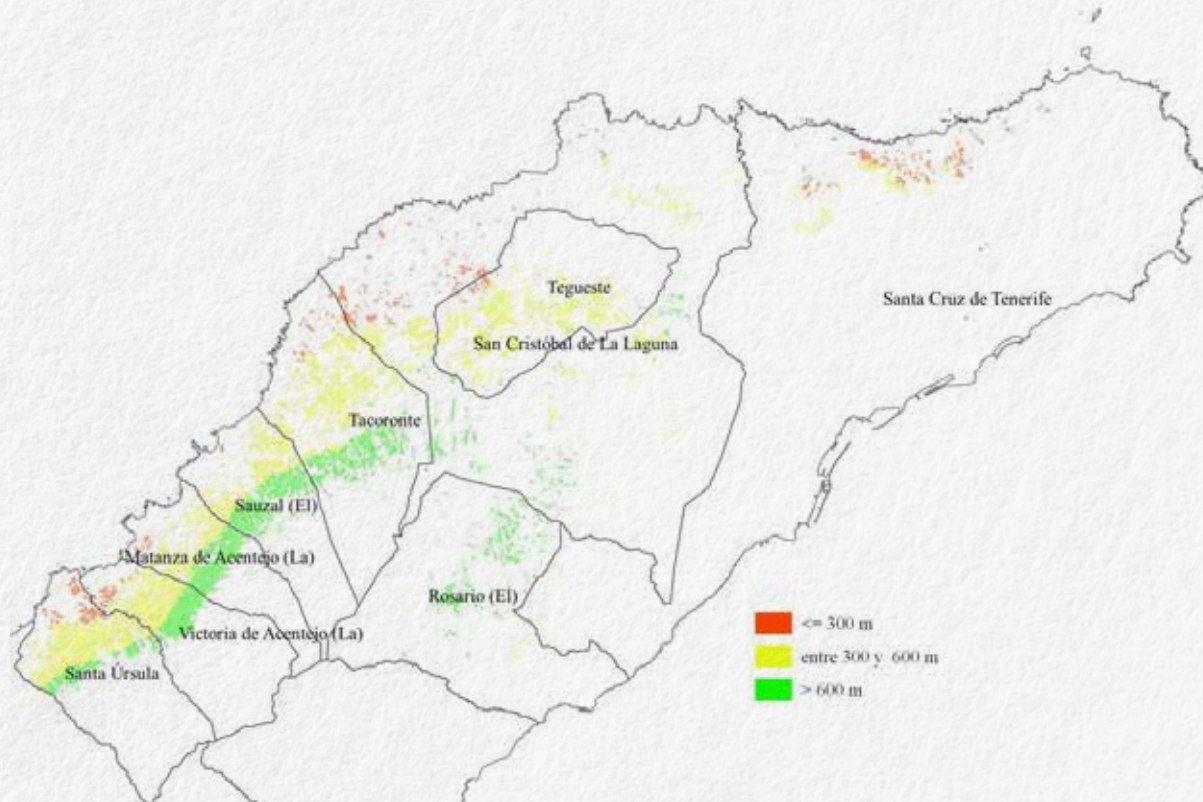 Tegueste
Santa Cruz de Tenerife
San Cristóbal de La Laguna
Tacoronte
Sauzal (El)
Matanza de Acentejo (La)
Rosario (El)
Victoria de Acentejo (La)
Santa Úrsula
<= 300 m
entre 300 y 600 m
> 600 m